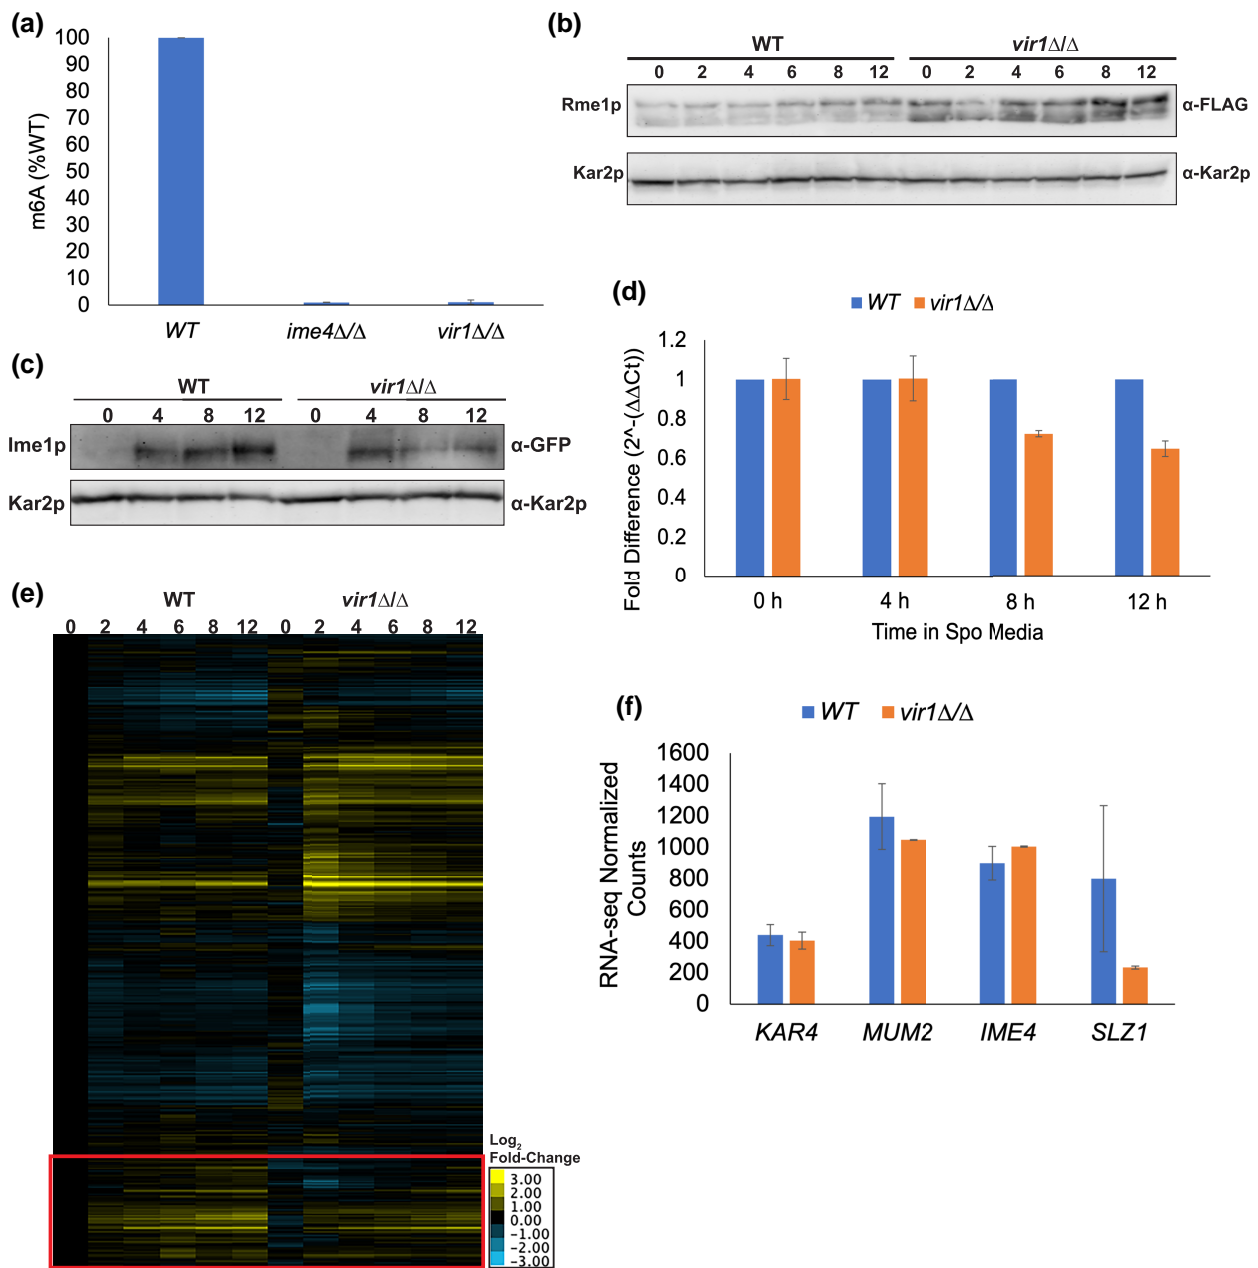 (a)
m6A (%WT)
100
90
80
70
60
50
40
30
20
10
0
WT ime4Δ/Δ vir1Δ/Δ
(b)
WT vir1Δ/Δ
0 2 4 6 8 12 0 2 4 6 8 12
Rme1p α-FLAG
Kar2p α-Kar2p
(c)
WT vir1Δ/Δ
0 4 8 12 0 4 8 12
Ime1p α-GFP
Kar2p α-Kar2p
(d)
WT vir1Δ/Δ
Fold Difference (2^-(ΔΔCt))
1.2
1
0.8
0.6
0.4
0.2
0
0 h 4 h 8 h 12 h
Time in Spo Media
(e)
WT vir1Δ/Δ
0 2 4 6 8 12 0 2 4 6 8 12
Log2
Fold-Change
3.00
2.00
1.00
0.00
-1.00
-2.00
-3.00
(f)
WT vir1Δ/Δ
RNA-seq Normalized
Counts
1600
1400
1200
1000
800
600
400
200
0
KAR4 MUM2 IME4 SLZ1